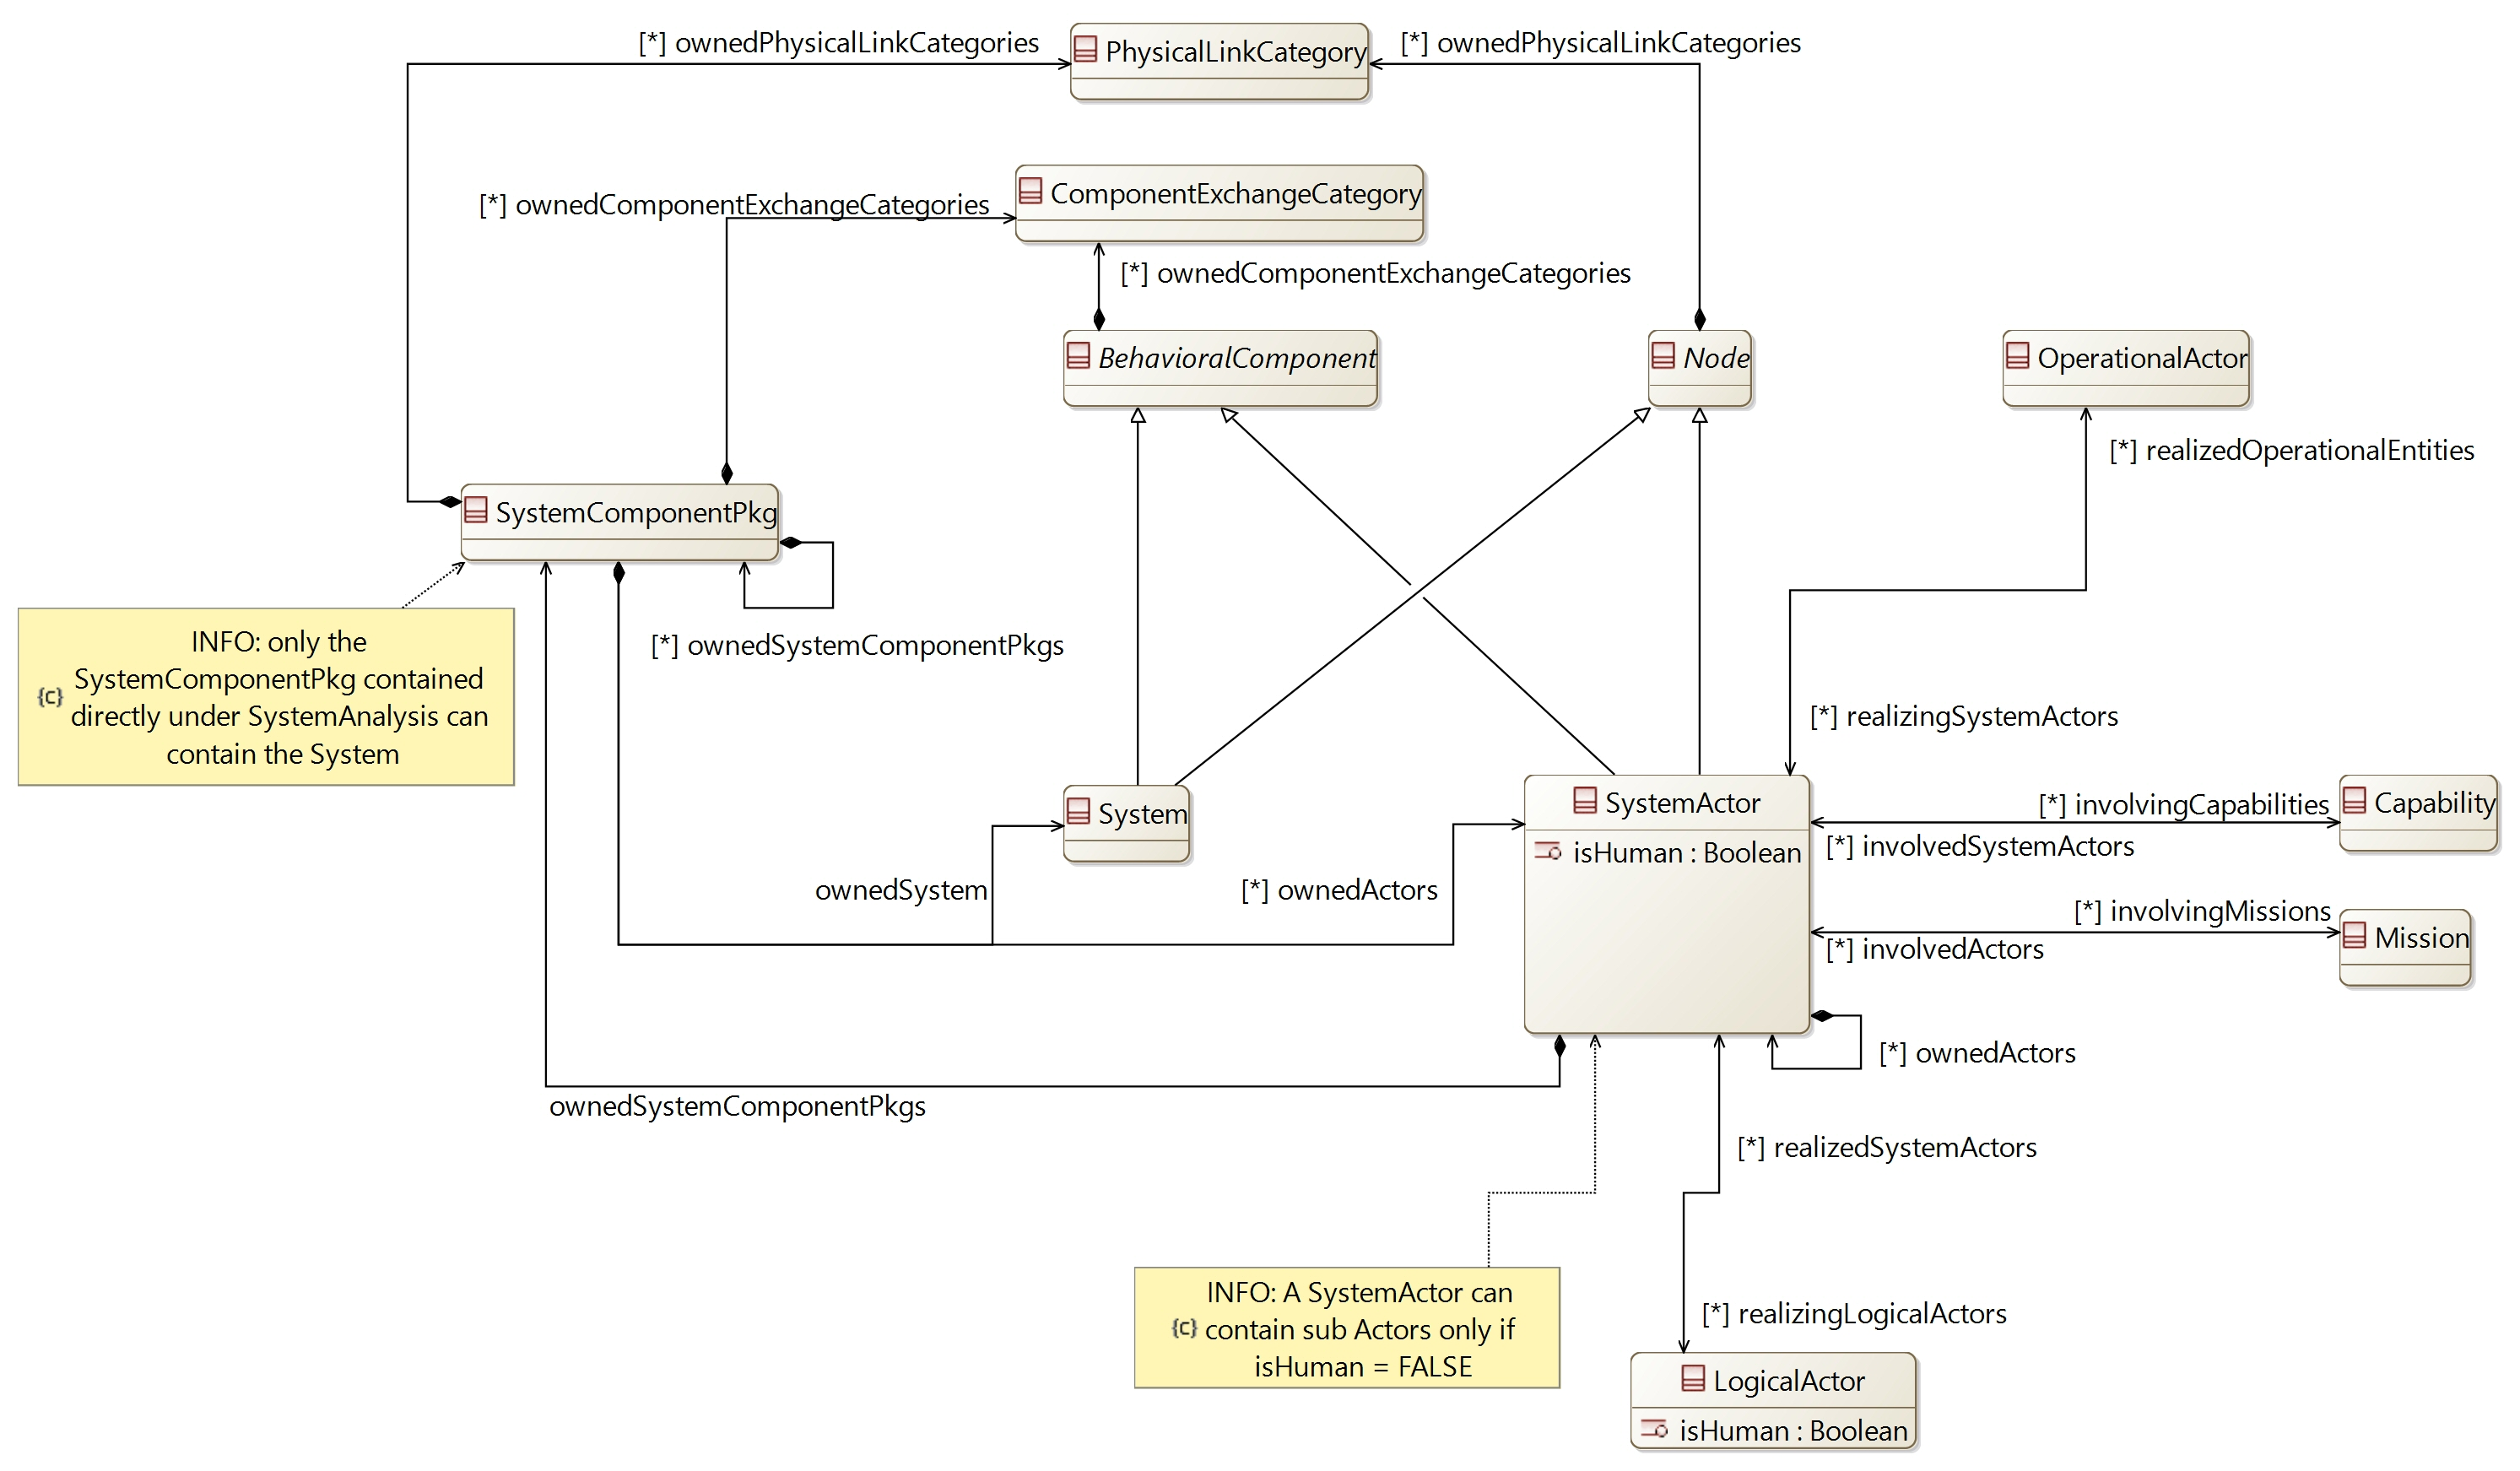 [*] ownedPhysicalLinkCategories
PhysicalLinkCategory
[*] ownedPhysicalLinkCategories
[*] ownedComponentExchangeCategories
ComponentExchangeCategory
[*] ownedComponentExchangeCategories
BehavioralComponent
Node
OperationalActor
[*] realizedOperationalEntities
SystemComponentPkg
INFO: only the
SystemComponentPkg contained
directly under SystemAnalysis can
contain the System
{c}
[*] ownedSystemComponentPkgs
[*] realizingSystemActors
System
SystemActor
isHuman : Boolean
[*] involvingCapabilities
Capability
[*] involvedSystemActors
ownedSystem
[*] ownedActors
[*] involvingMissions
Mission
[*] involvedActors
[*] ownedActors
ownedSystemComponentPkgs
[*] realizedSystemActors
INFO: A SystemActor can
{c} contain sub Actors only if
isHuman = FALSE
[*] realizingLogicalActors
LogicalActor
isHuman : Boolean